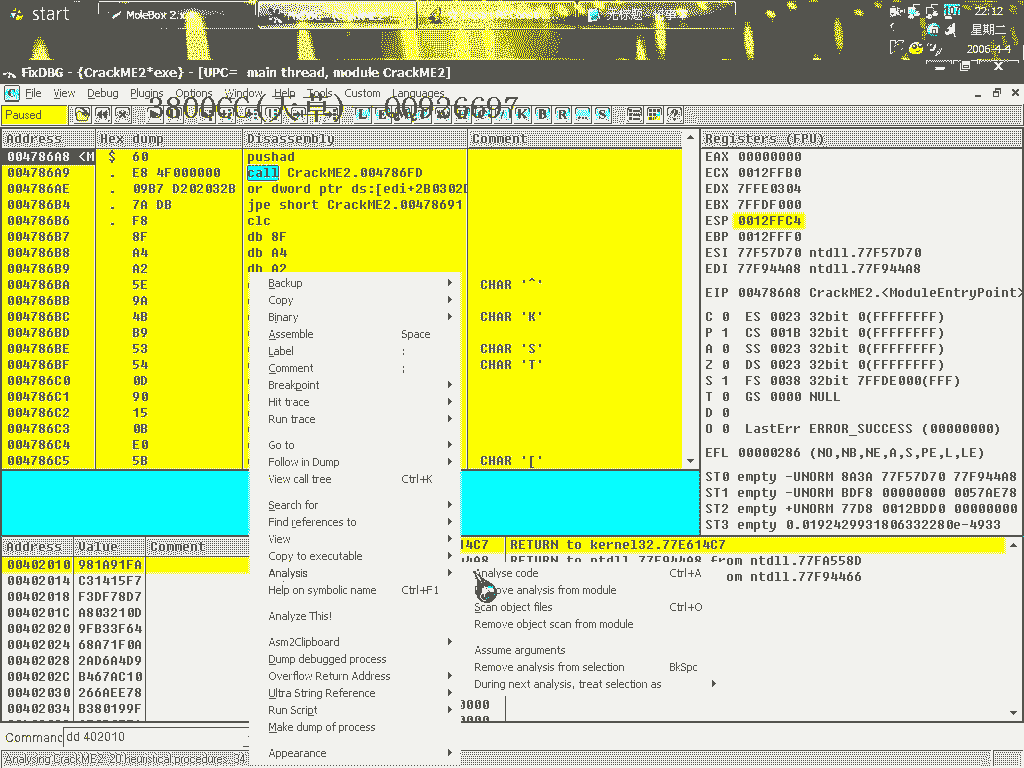 start
MoleBox 2.
22:12
星期二
2006-4-4
FixDBG - {CrackME2*exe} - [UPC= main thread, module CrackME2]
File View Debug Plugins Options Window Help Tools Custom Languages
3800CC(天草) - 00936697
Paused
K B R S
Address Hex dump Disassembly Comment
004786A8 <M $ 60 pushad
004786A9 . E8 4F000000 call CrackME2.004786FD
004786AE . 09B7 D202032B or dword ptr ds:[edi+2B0302D
004786B4 . 7A DB jpe short CrackME2.00478691
004786B6 . F8 clc
004786B7 8F db 8F
004786B8 A4 db A4
004786B9 A2 db A2
004786BA 5E CHAR '^'
004786BB 9A
004786BC 4B CHAR 'K'
004786BD B9
004786BE 53 CHAR 'S'
004786BF 54 CHAR 'T'
004786C0 0D
004786C1 90
004786C2 15
004786C3 0B
004786C4 E0
004786C5 5B CHAR '['
Registers (FPU)
EAX 00000000
ECX 0012FFB0
EDX 7FFE0304
EBX 7FFDF000
ESP 0012FFC4
EBP 0012FFF0
ESI 77F57D70 ntdll.77F57D70
EDI 77F944A8 ntdll.77F944A8
EIP 004786A8 CrackME2.<ModuleEntryPoint>
C 0 ES 0023 32bit 0(FFFFFFFF)
P 1 CS 001B 32bit 0(FFFFFFFF)
A 0 SS 0023 32bit 0(FFFFFFFF)
Z 0 DS 0023 32bit 0(FFFFFFFF)
S 1 FS 0038 32bit 7FFDE000(FFF)
T 0 GS 0000 NULL
D 0
O 0 LastErr ERROR_SUCCESS (00000000)
EFL 00000286 (NO,NB,NE,A,S,PE,L,LE)
ST0 empty -UNORM 8A3A 77F57D70 77F944A8
ST1 empty -UNORM BDF8 00000000 0057AE78
ST2 empty +UNORM 77D8 0012BDD0 00000000
ST3 empty 0.0192429931806332280e-4933
Backup
Copy
Binary
Assemble Space
Label :
Comment ;
Breakpoint
Hit trace
Run trace
Go to
Follow in Dump
View call tree Ctrl+K
Search for
Find references to
View
Copy to executable
Analysis
Help on symbolic name Ctrl+F1
Analyze This!
Asm2Clipboard
Dump debugged process
Overflow Return Address
Ultra String Reference
Run Script
Make dump of process
Appearance
Analyse code Ctrl+A
Remove analysis from module
Scan object files Ctrl+O
Remove object scan from module
Assume arguments
Remove analysis from selection BkSpc
During next analysis, treat selection as
Address Value Comment
00402010 981A91FA
00402014 C31415F7
00402018 F3DF78D7
0040201C A803210D
00402020 9FB33F64
00402024 68A71F0A
00402028 2AD6A4D9
0040202C B467AC10
00402030 266AEE78
00402034 B380199F
14C7 RETURN to kernel32.77E614C7
44A8 RETURN to ntdll.77F944A8 from ntdll.77FA558D
om ntdll.77F94466
0000
0000
Command dd 402010
Analysing CrackME2: 20 heuristical procedures, 34